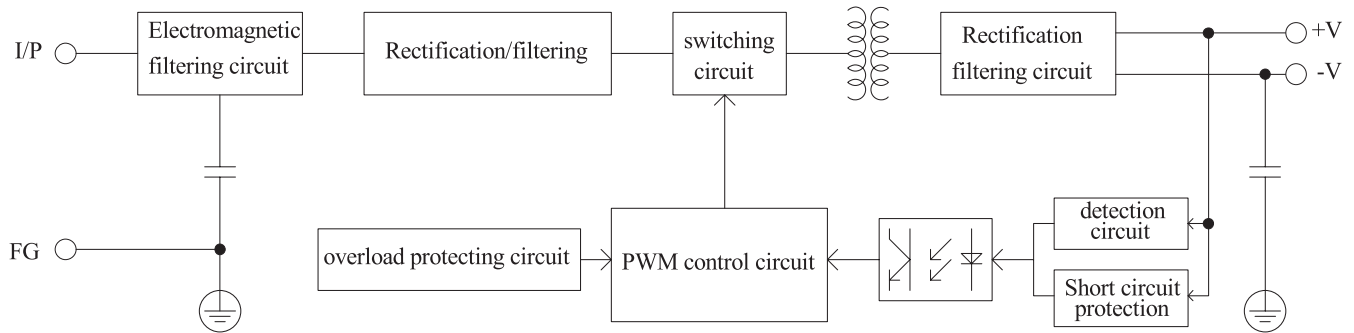 I/P
Electromagnetic
filtering circuit
Rectification/filtering
switching
circuit
Rectification
filtering circuit
+V
-V
FG
overload protecting circuit
PWM control circuit
detection
circuit
Short circuit
protection